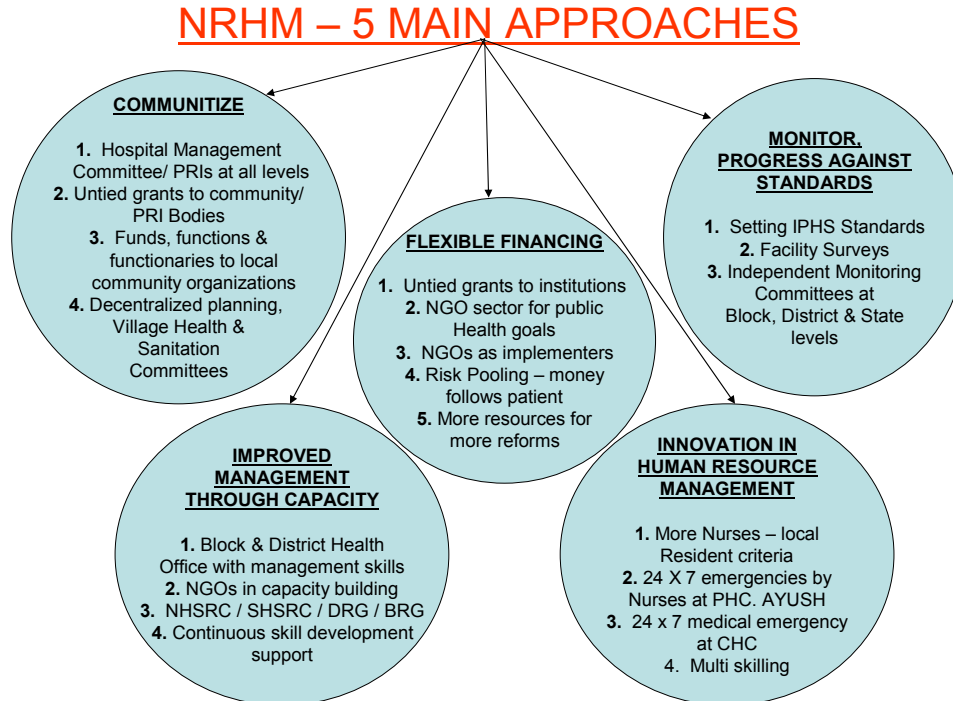 NRHM – 5 MAIN APPROACHES
COMMUNITIZE
1. Hospital Management
Committee/ PRIs at all levels
2. Untied grants to community/
PRI Bodies
3. Funds, functions &
functionaries to local
community organizations
4. Decentralized planning,
Village Health &
Sanitation
Committees
FLEXIBLE FINANCING
1. Untied grants to institutions
2. NGO sector for public
Health goals
3. NGOs as implementers
4. Risk Pooling – money
follows patient
5. More resources for
more reforms
MONITOR,
PROGRESS AGAINST
STANDARDS
1. Setting IPHS Standards
2. Facility Surveys
3. Independent Monitoring
Committees at
Block, District & State
levels
IMPROVED
MANAGEMENT
THROUGH CAPACITY
1. Block & District Health
Office with management skills
2. NGOs in capacity building
3. NHSRC / SHSRC / DRG / BRG
4. Continuous skill development
support
INNOVATION IN
HUMAN RESOURCE
MANAGEMENT
1. More Nurses – local
Resident criteria
2. 24 X 7 emergencies by
Nurses at PHC. AYUSH
3. 24 x 7 medical emergency
at CHC
4. Multi skilling